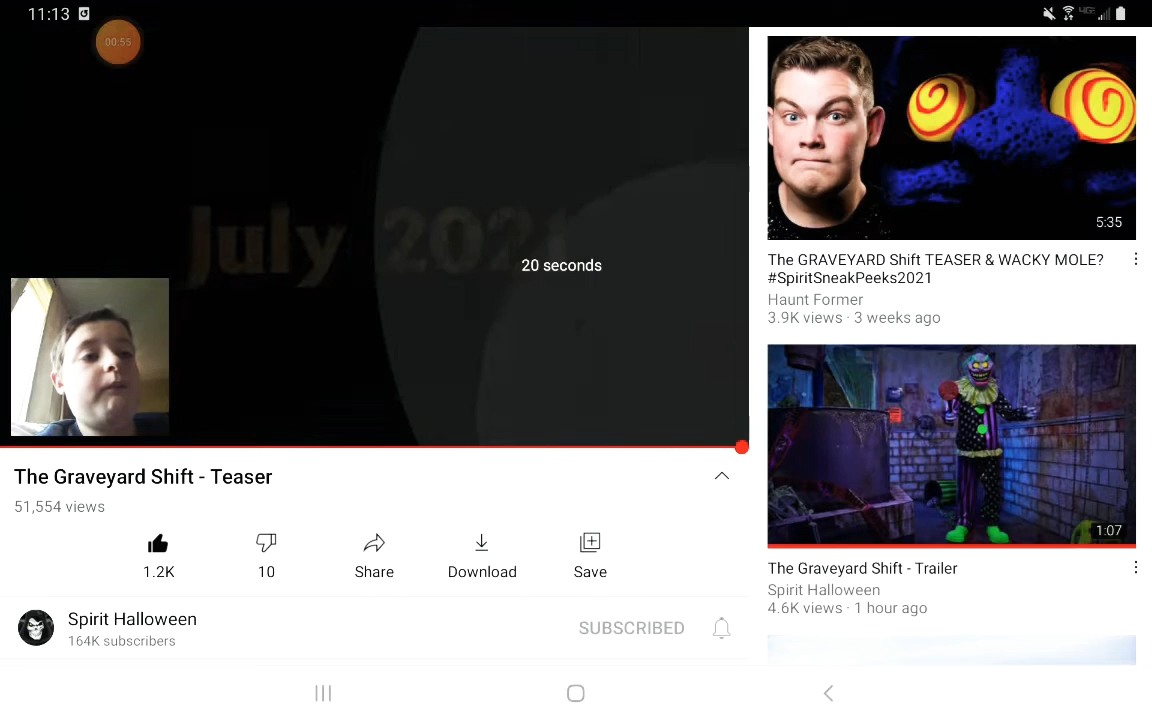 11:13
00:55
July 2021
20 seconds
The Graveyard Shift - Teaser
51,554 views
1.2K
10
Share
Download
Save
Spirit Halloween
164K subscribers
SUBSCRIBED
5:35
The GRAVEYARD Shift TEASER & WACKY MOLE?
#SpiritSneakPeeks2021
Haunt Former
3.9K views · 3 weeks ago
1:07
The Graveyard Shift - Trailer
Spirit Halloween
4.6K views · 1 hour ago